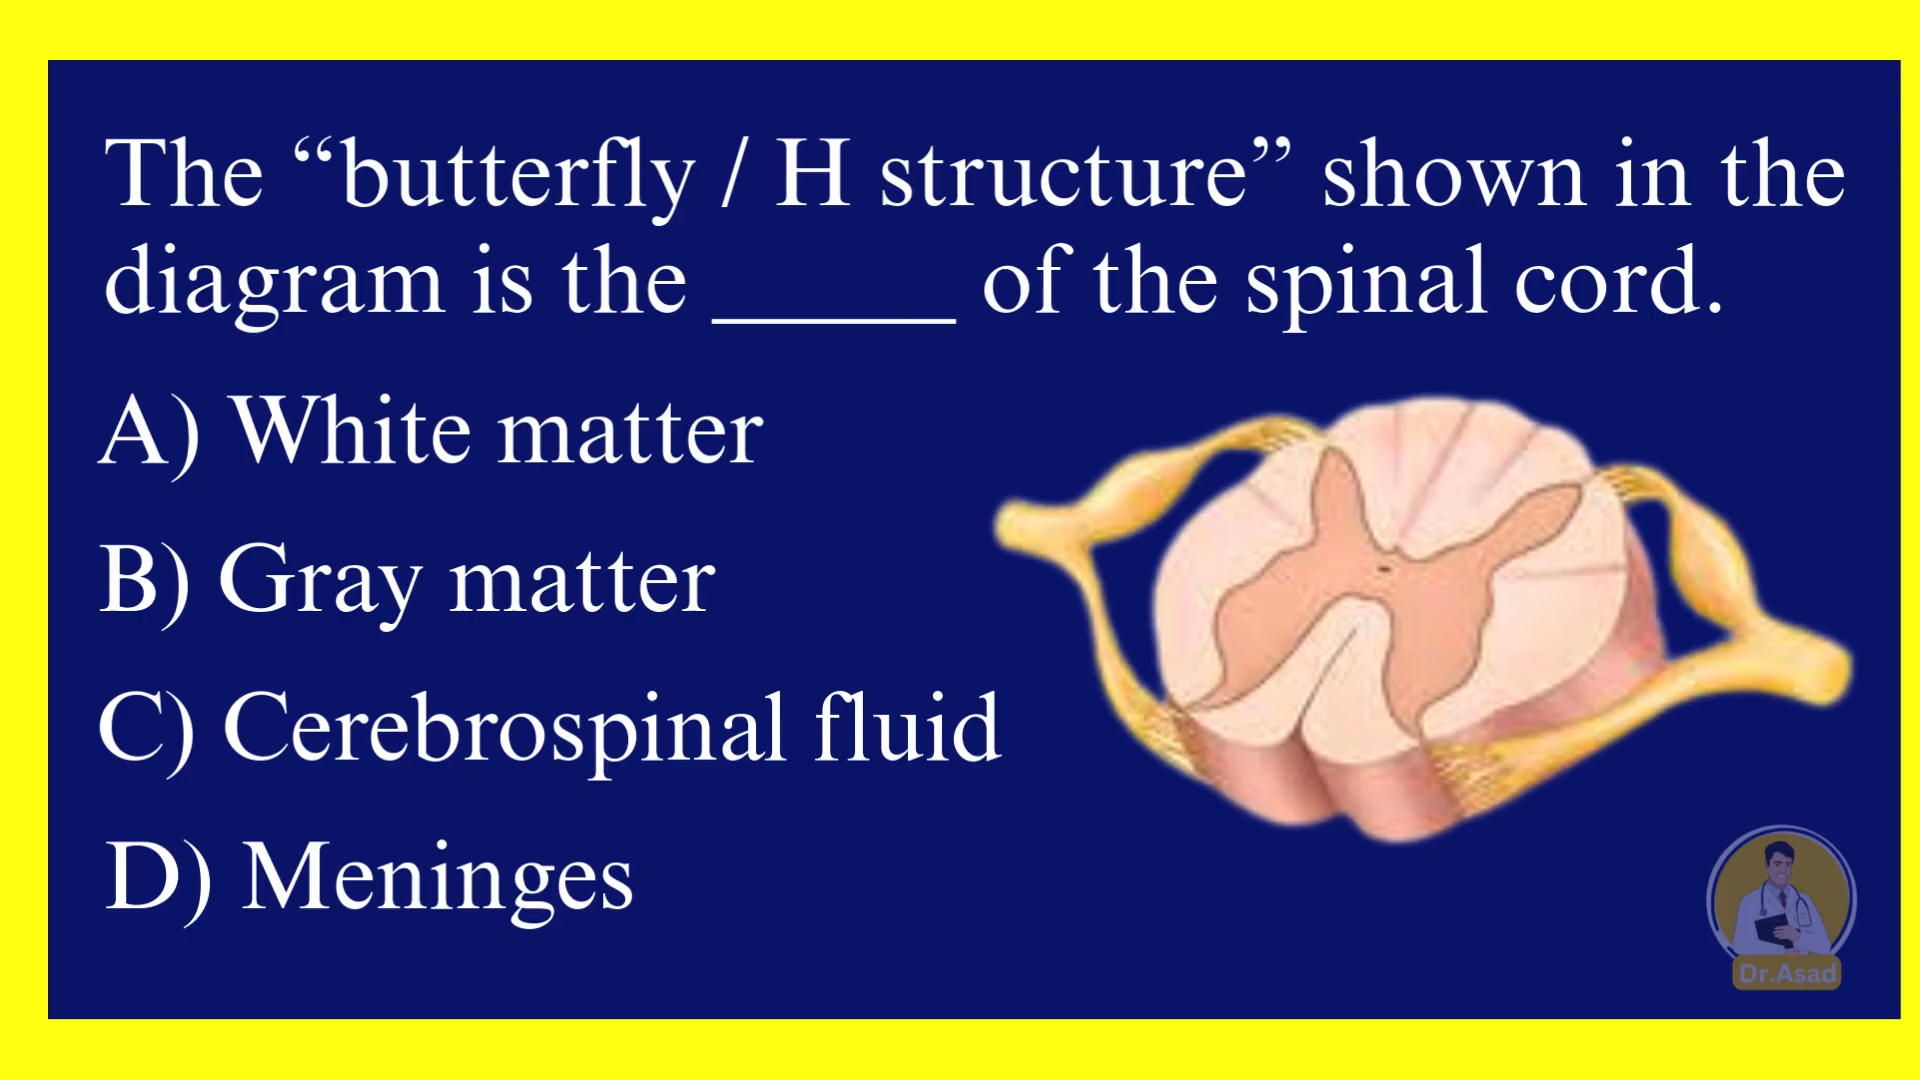 The “butterfly / H structure” shown in the
diagram is the _____ of the spinal cord.
A) White matter
B) Gray matter
C) Cerebrospinal fluid
D) Meninges
Dr.Asad